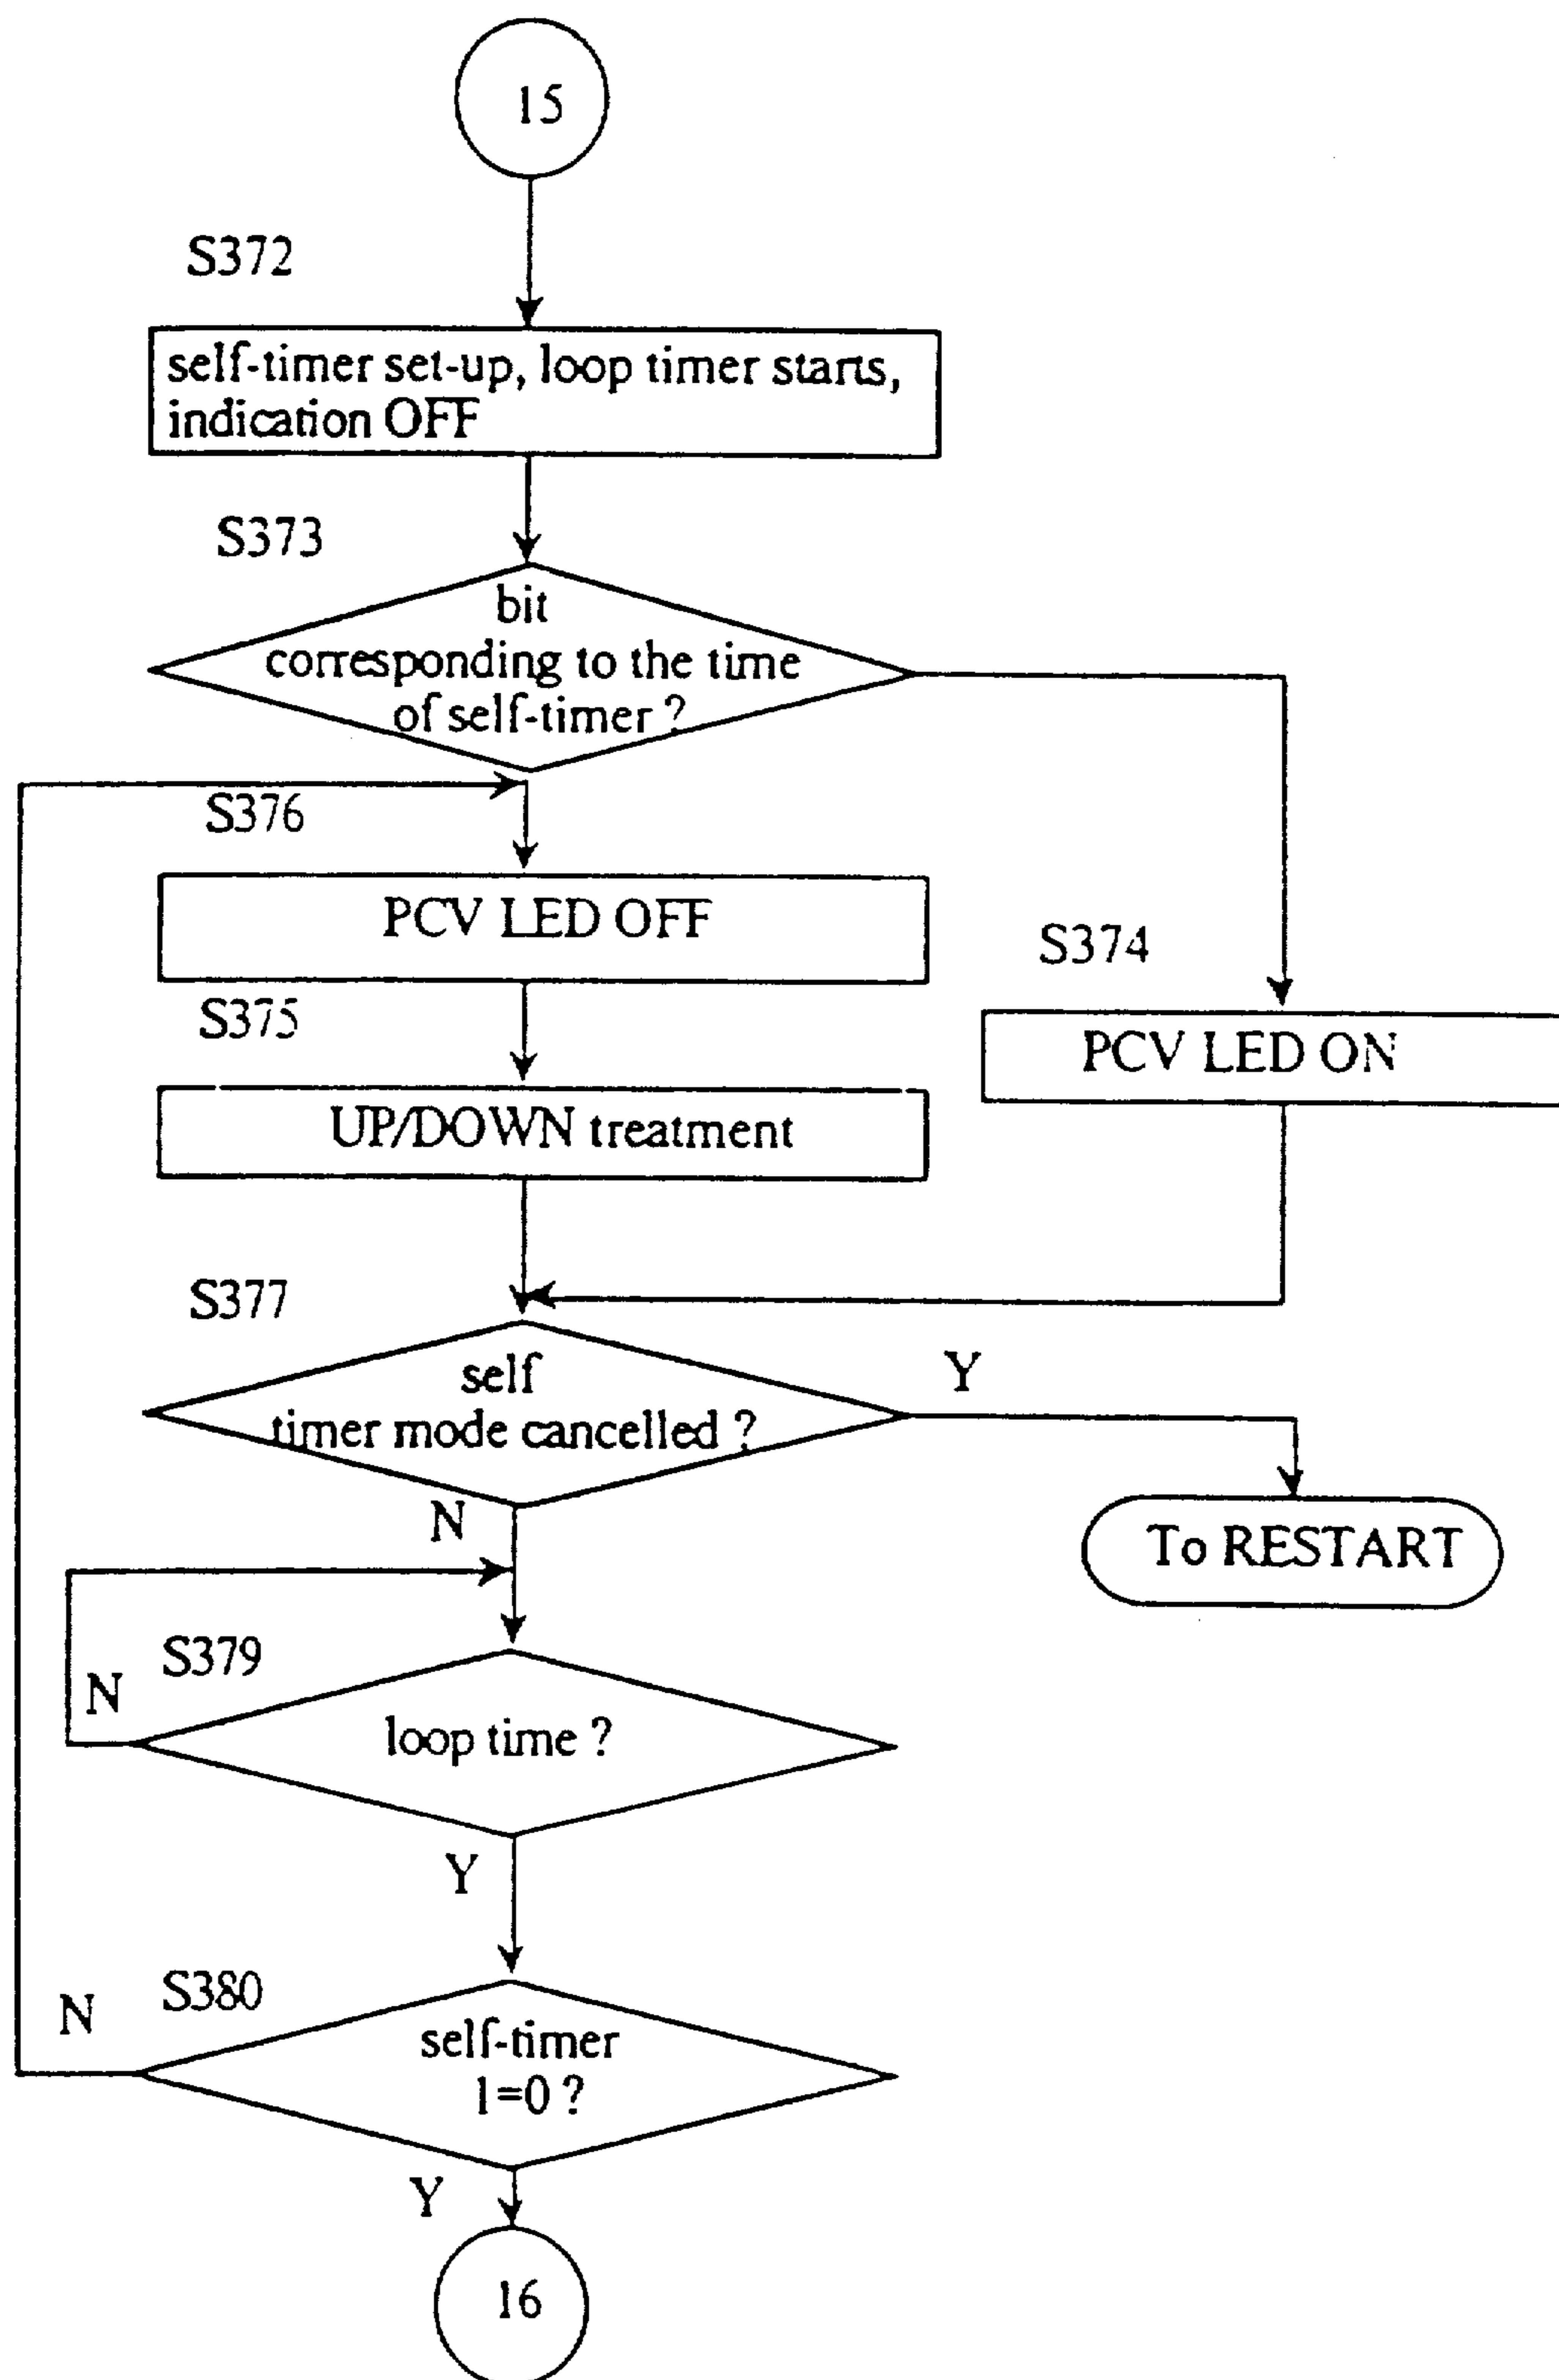 15
S372
self-timer set-up, loop timer starts,
indication OFF
S373
bit
corresponding to the time
of self-timer ?
S376
PCV LED OFF
S374
S375
PCV LED ON
UP/DOWN treatment
S377
self
timer mode cancelled ?
Y
N
To RESTART
S379
N
loop time ?
Y
S380
N
self-timer
1=0 ?
Y
16